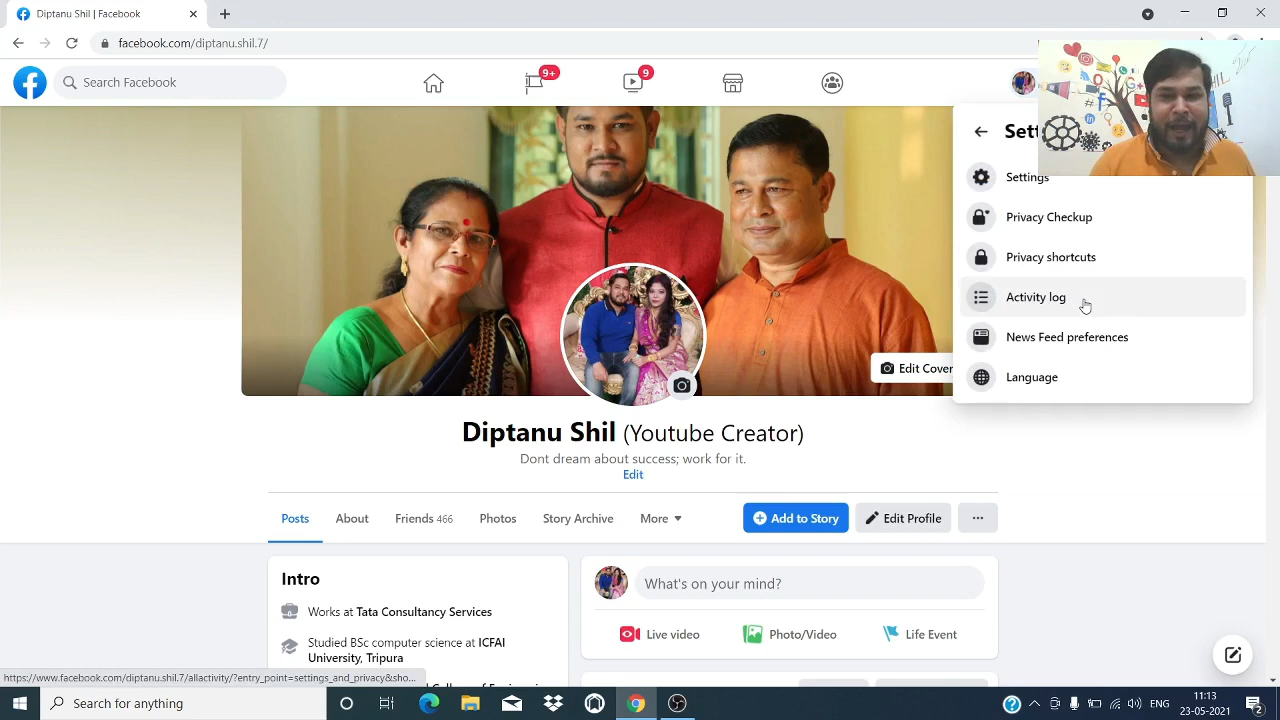 Diptanu Shil | Facebook
facebook.com/diptanu.shil.7/
Search Facebook
9+
9
Sett
Settings
Privacy Checkup
Privacy shortcuts
Activity log
News Feed preferences
Language
Edit Cover
Diptanu Shil (Youtube Creator)
Dont dream about success; work for it.
Edit
Posts
About
Friends 466
Photos
Story Archive
More
Add to Story
Edit Profile
Intro
What's on your mind?
Works at Tata Consultancy Services
Live video
Photo/Video
Life Event
Studied BSc computer science at ICFAI
University, Tripura
https://www.facebook.com/diptanu.shil.7/allactivity/?entry_point=settings_and_privacy&sho...
Search for anything
ENG
11:13
23-05-2021
2